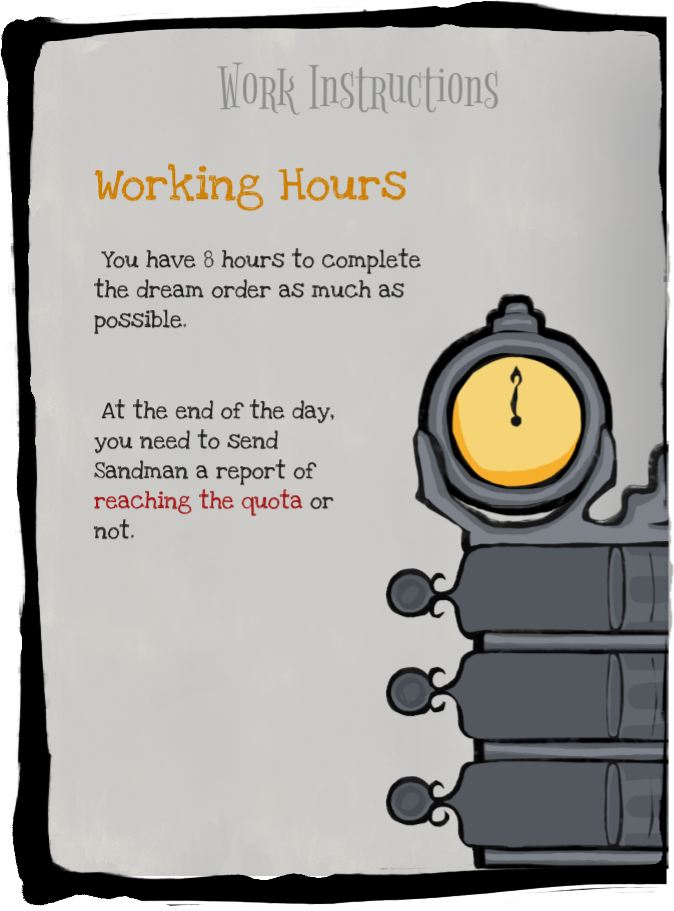 Work Instructions
Working Hours
You have 8 hours to complete
the dream order as much as
possible.
At the end of the day,
you need to send
Sandman a report of
reaching the quota or
not.